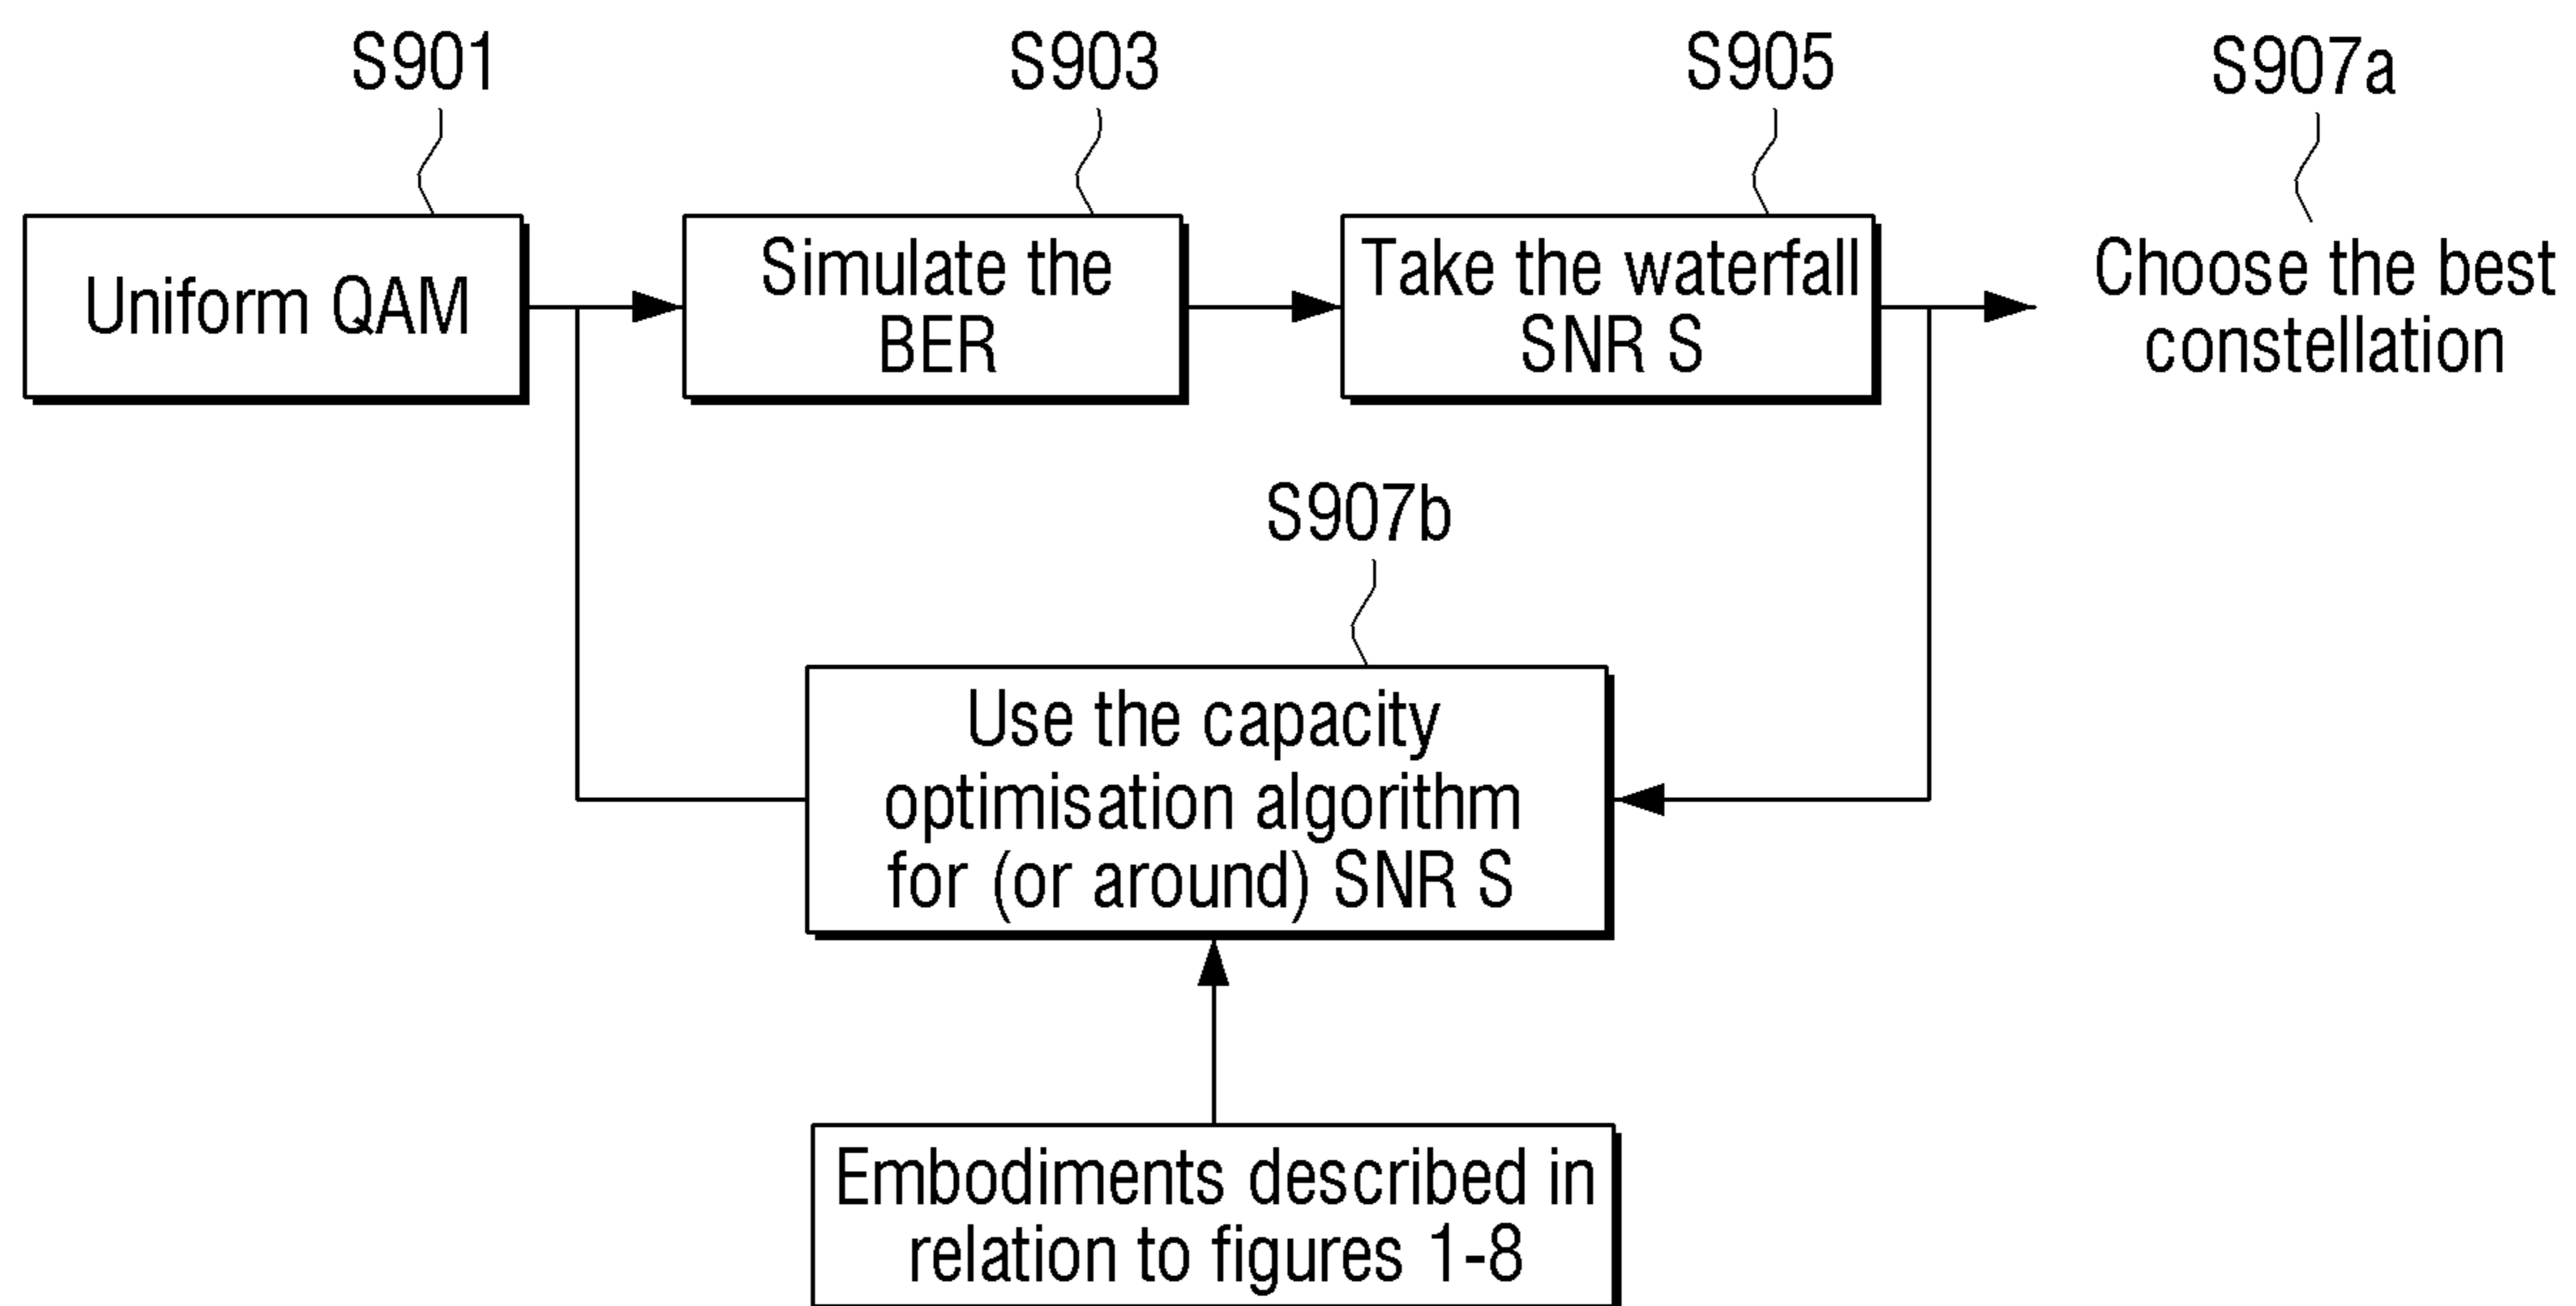 S901
S903
S905
S907a
Uniform QAM
Simulate the
BER
Take the waterfall
SNR S
Choose the best
constellation
S907b
Use the capacity
optimisation algorithm
for (or around) SNR S
Embodiments described in
relation to figures 1-8